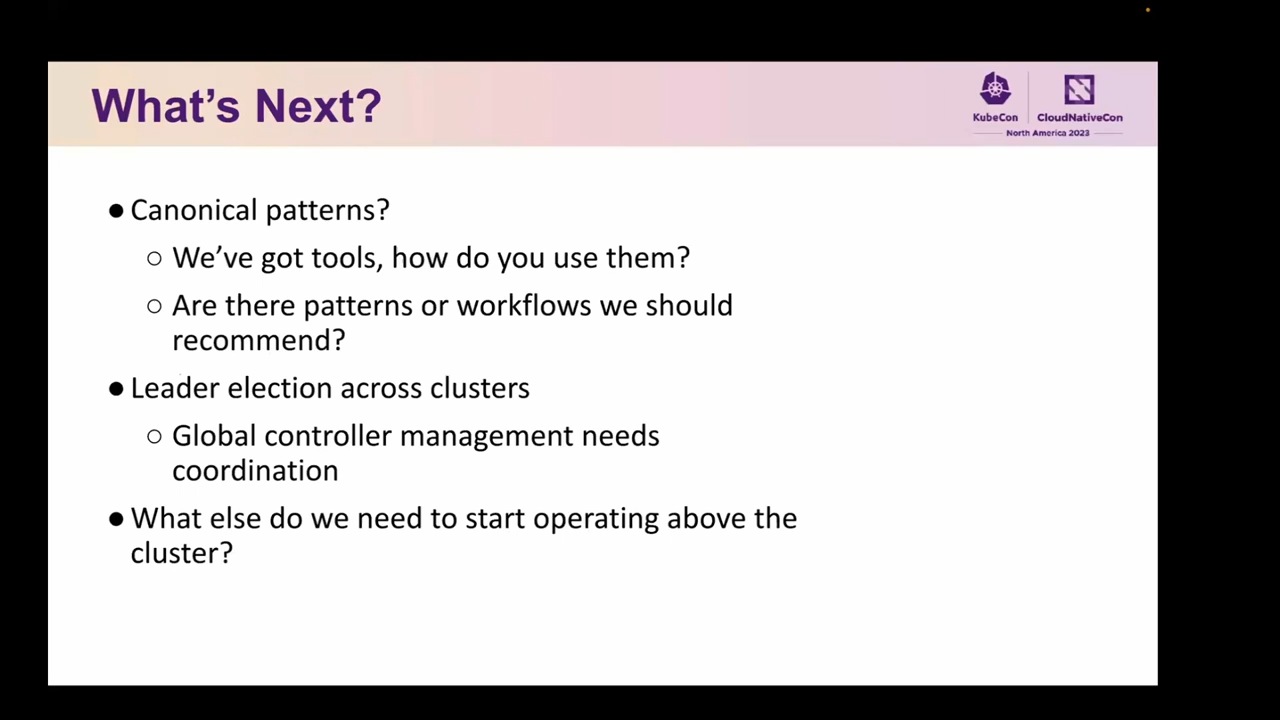 What's Next?
KubeCon
CloudNativeCon
North America 2023
● Canonical patterns?
○ We've got tools, how do you use them?
○ Are there patterns or workflows we should
recommend?
● Leader election across clusters
○ Global controller management needs
coordination
● What else do we need to start operating above the
cluster?